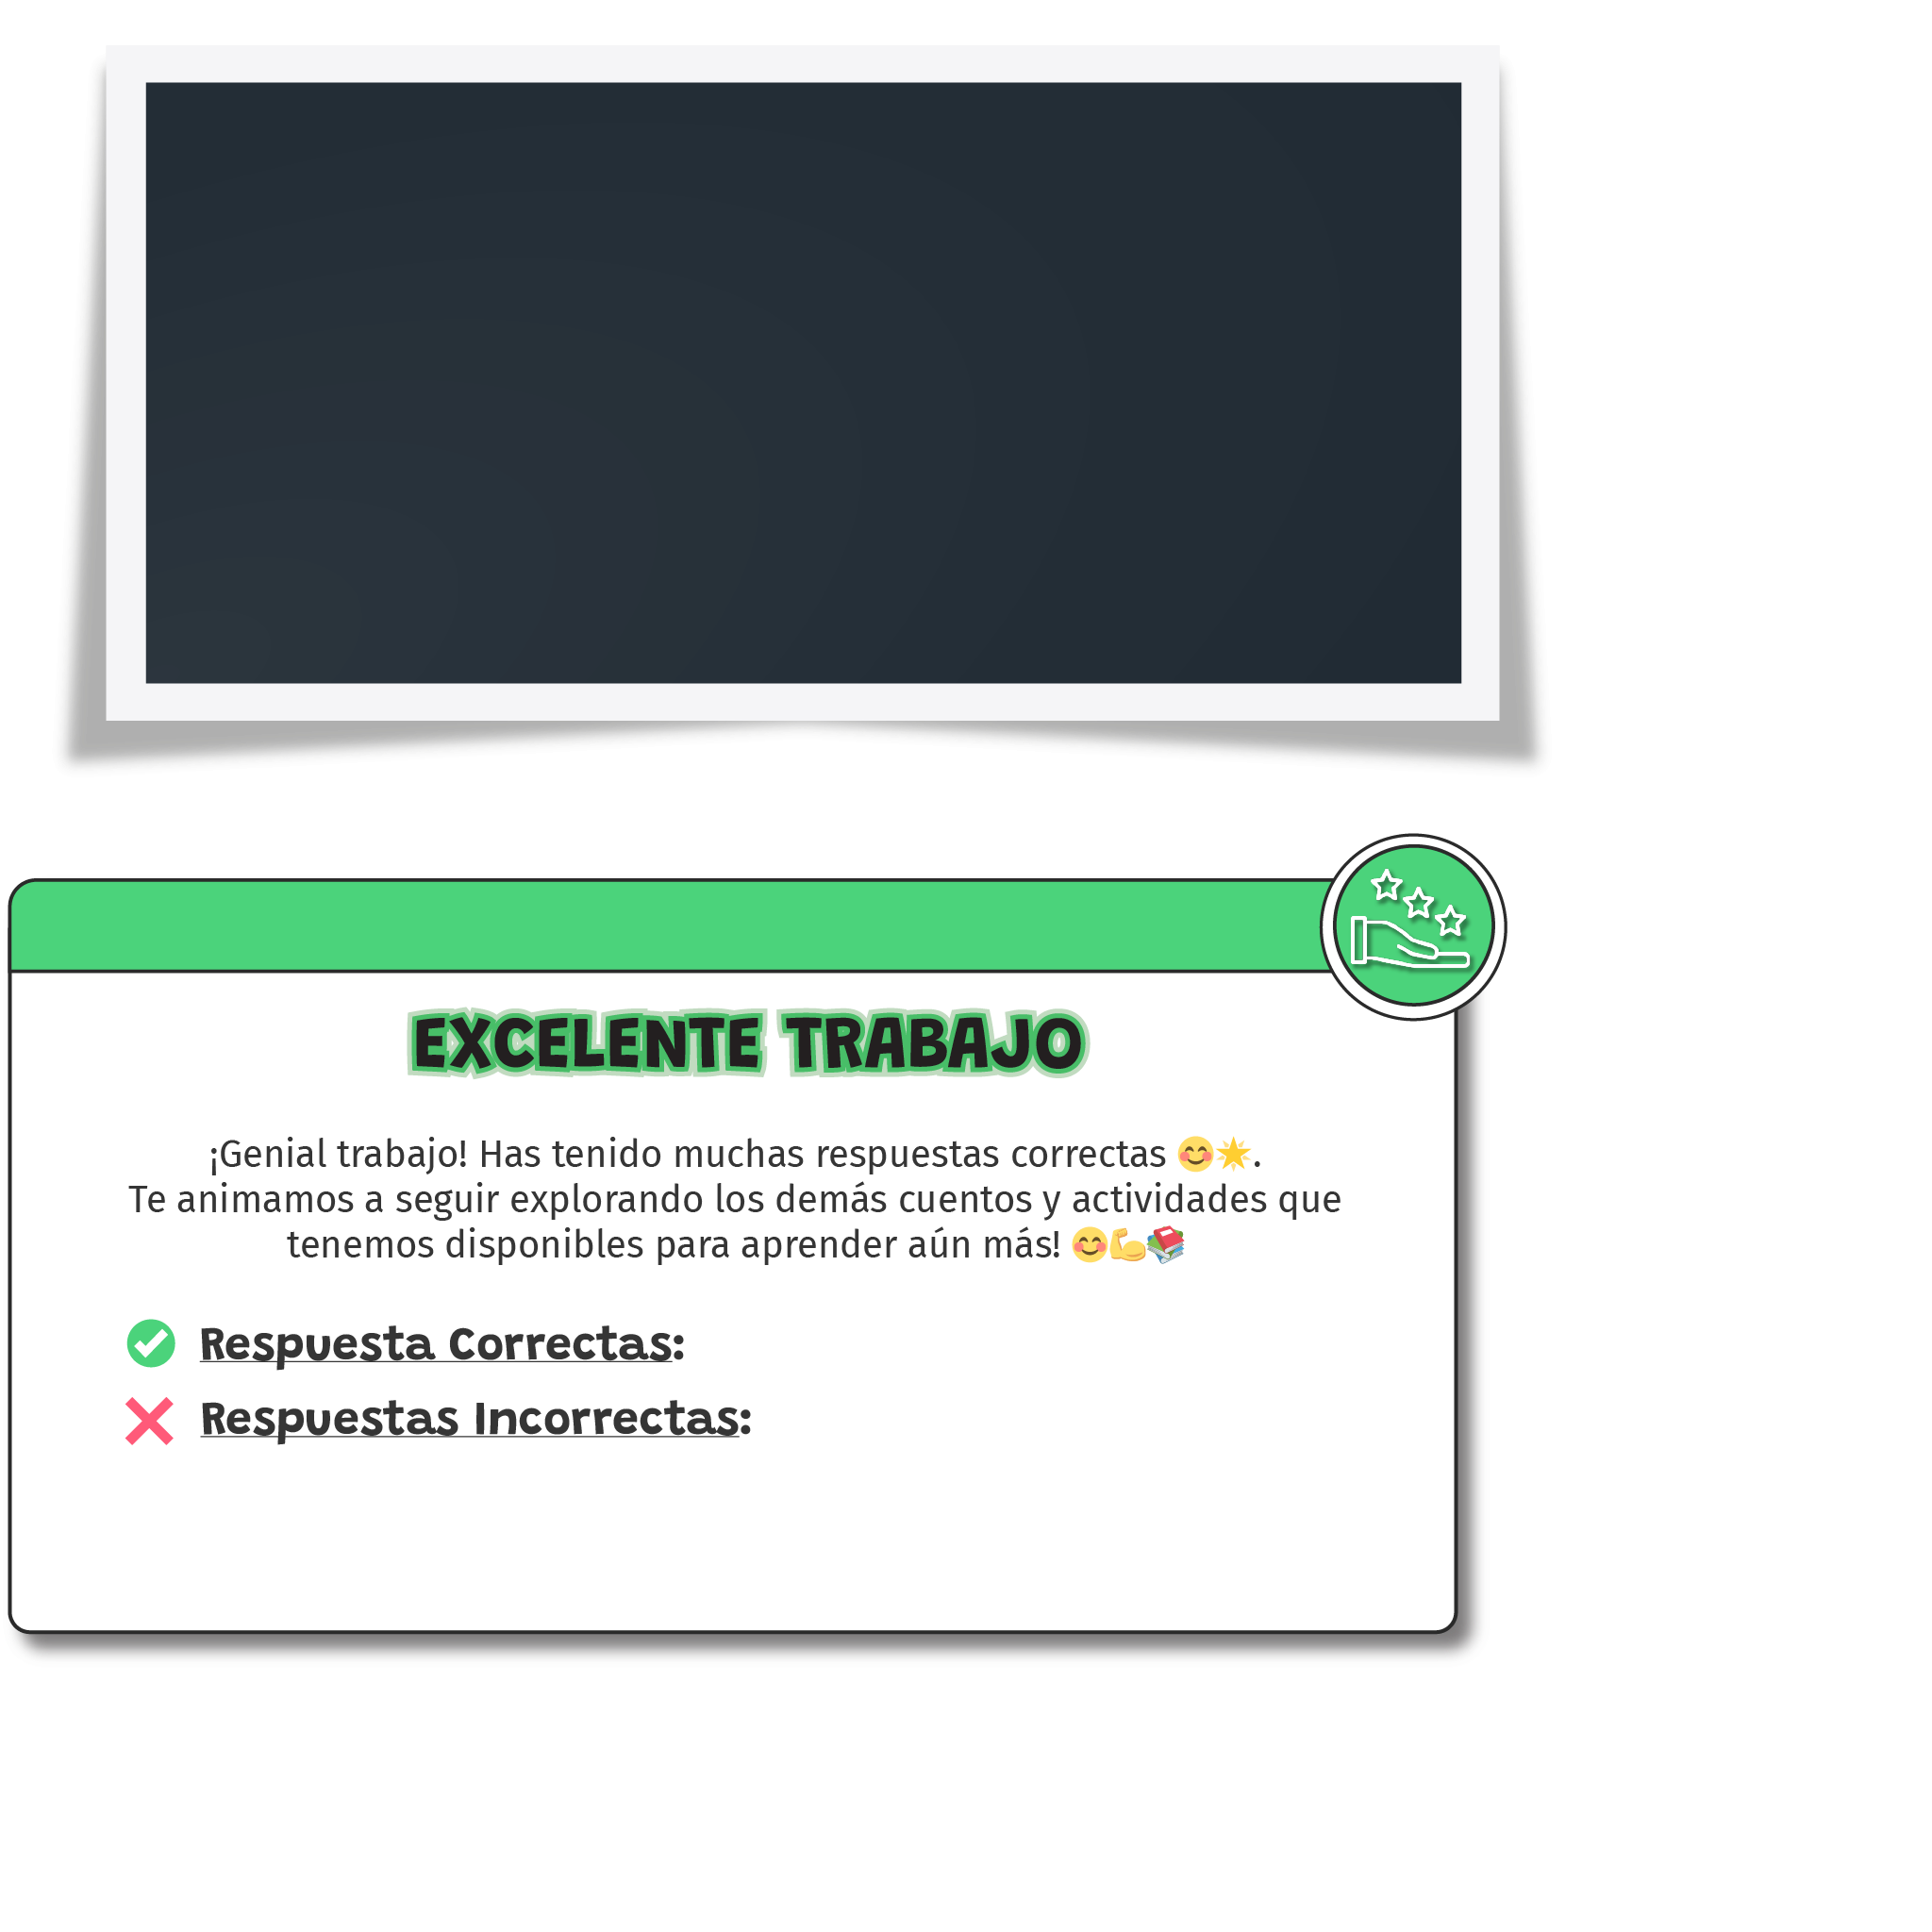 EXCELENTE TRABAJO
¡Genial trabajo! Has tenido muchas respuestas correctas 😊🌟.
Te animamos a seguir explorando los demás cuentos y actividades que
tenemos disponibles para aprender aún más! 😊💪📚
Respuesta Correctas:
Respuestas Incorrectas: